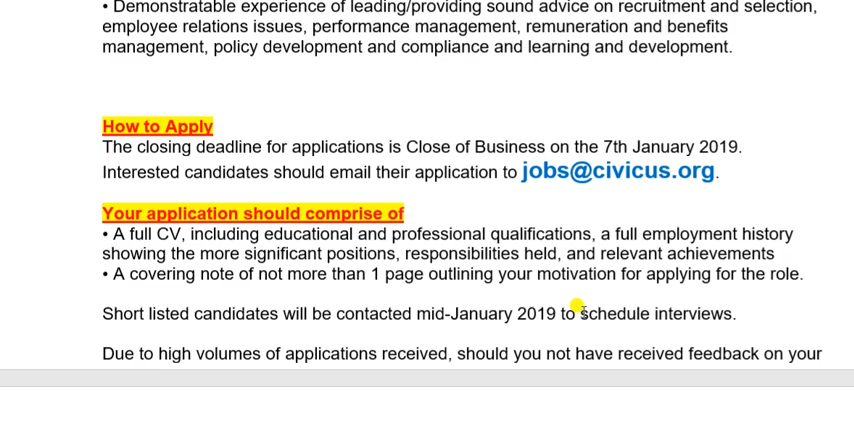 • Demonstratable experience of leading/providing sound advice on recruitment and selection,
employee relations issues, performance management, remuneration and benefits
management, policy development and compliance and learning and development.
How to Apply
The closing deadline for applications is Close of Business on the 7th January 2019.
Interested candidates should email their application to jobs@civicus.org.
Your application should comprise of
• A full CV, including educational and professional qualifications, a full employment history
showing the more significant positions, responsibilities held, and relevant achievements
• A covering note of not more than 1 page outlining your motivation for applying for the role.
Short listed candidates will be contacted mid-January 2019 to schedule interviews.
Due to high volumes of applications received, should you not have received feedback on your